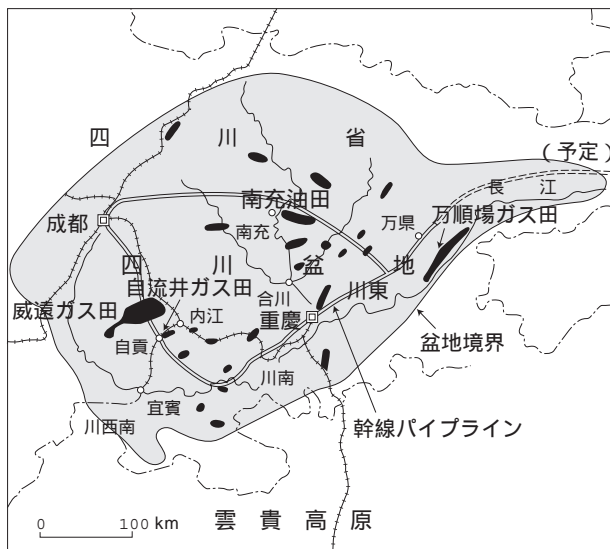 四川省
(予定)
長江
南充油田
万県
万順場ガス田
成都
南充
四川盆地
自流井ガス田
合川
川東
威遠ガス田
内江
重慶
盆地境界
自貢
川南
宜賓
幹線パイプライン
川西南
0 100 km
雲貴高原